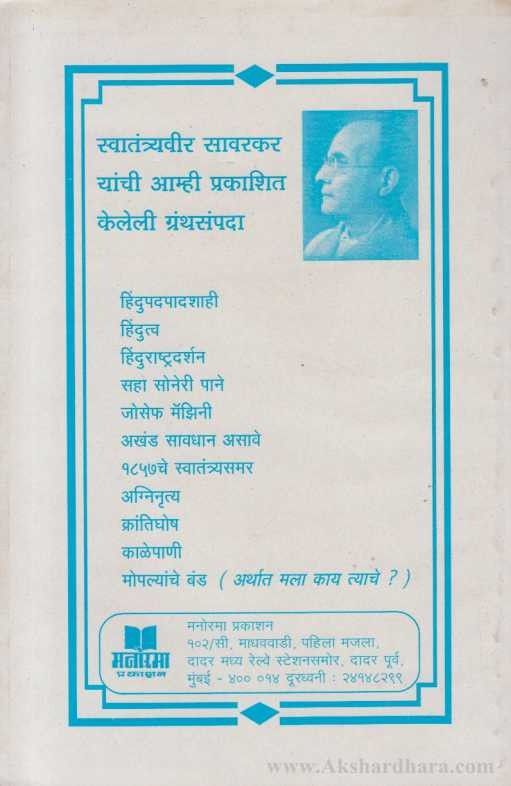 स्वातंत्र्यवीर सावरकर
यांची आम्ही प्रकाशित
केलेली ग्रंथसंपदा
हिंदुपदपादशाही
हिंदुत्व
हिंदुराष्ट्रदर्शन
सहा सोनेरी पाने
जोसेफ मॅझिनी
अखंड सावधान असावे
१८५७चे स्वातंत्र्यसमर
अग्निनृत्य
क्रांतिघोष
काळेपाणी
मोपल्यांचे बंड ( अर्थात मला काय त्याचे ? )
मनोरमा
प्रकाशन
मनोरमा प्रकाशन
१०२/सी, माधववाडी, पहिला मजला,
दादर मध्य रेल्वे स्टेशनसमोर, दादर पूर्व,
मुंबई - ४०० ०१४ दूरध्वनी : २४१४८२९९
www.Akshardhara.com